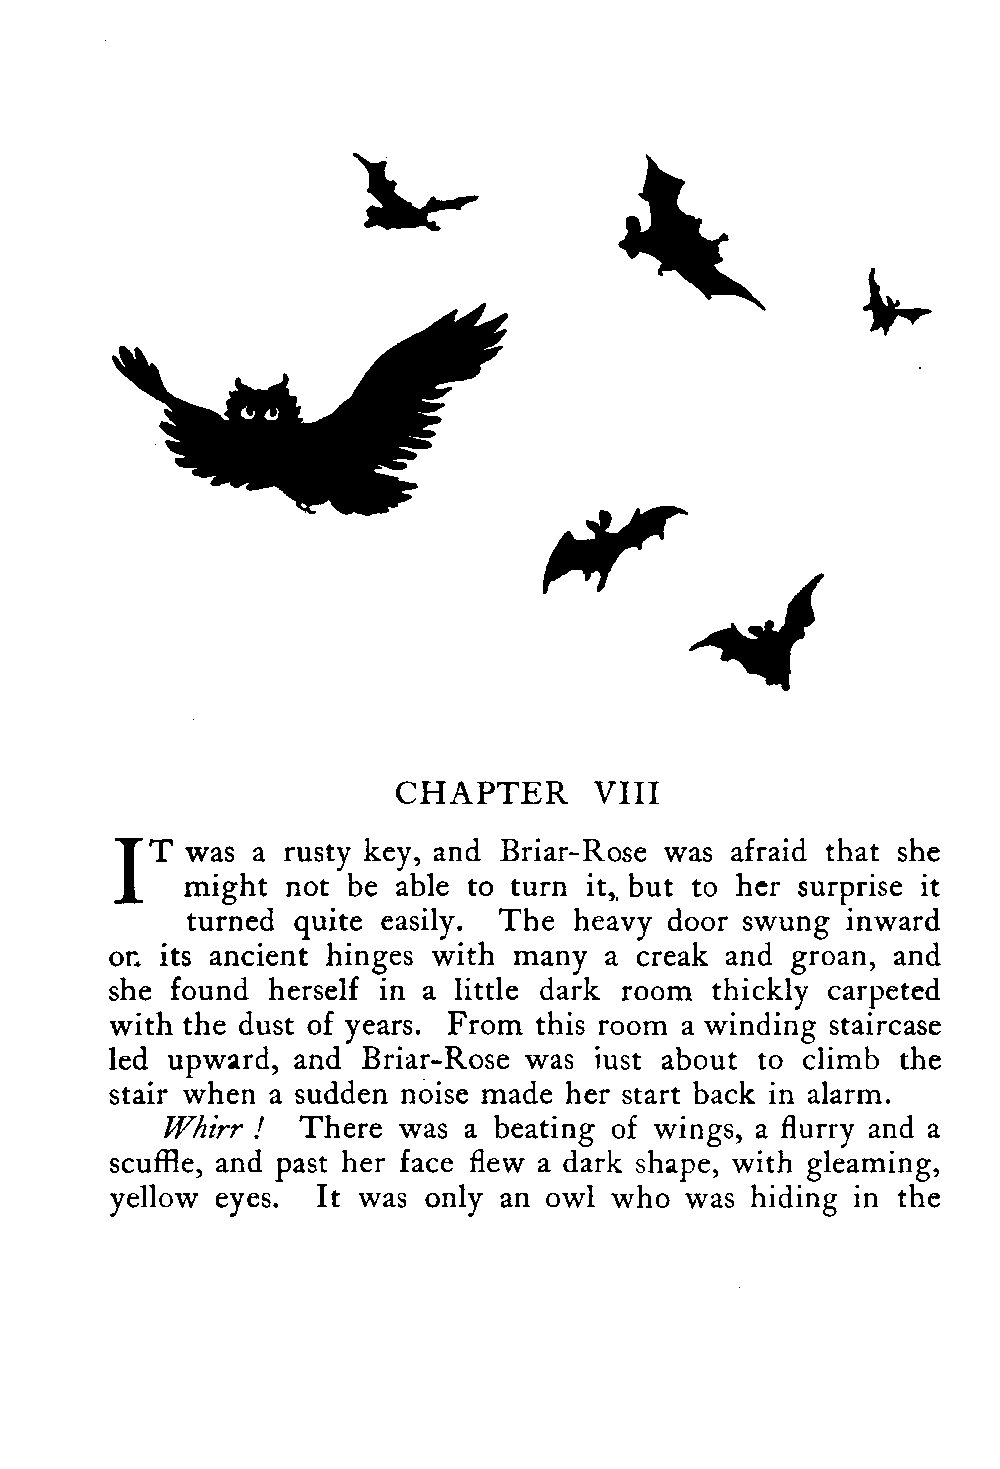 CHAPTER VIII
IT was a rusty key, and Briar-Rose was afraid that she
might not be able to turn it, but to her surprise it
turned quite easily. The heavy door swung inward
on its ancient hinges with many a creak and groan, and
she found herself in a little dark room thickly carpeted
with the dust of years. From this room a winding staircase
led upward, and Briar-Rose was just about to climb the
stair when a sudden noise made her start back in alarm.
Whirr ! There was a beating of wings, a flurry and a
scuffle, and past her face flew a dark shape, with gleaming,
yellow eyes. It was only an owl who was hiding in the